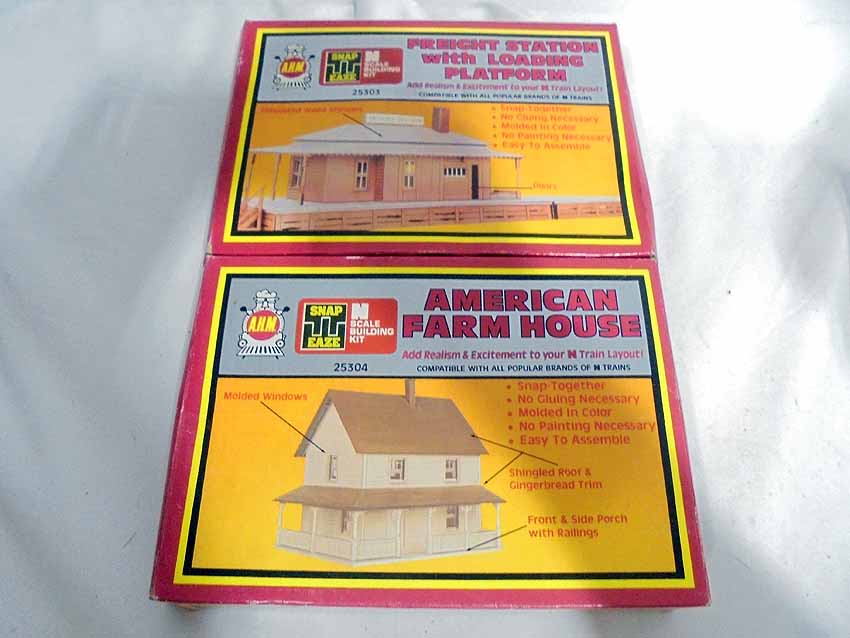 A.H.M.
SNAP
EAZE
N
SCALE
BUILDING
KIT
25303
FREIGHT STATION
with LOADING
PLATFORM
Add Realism & Excitement to your N Train Layout!
COMPATIBLE WITH ALL POPULAR BRANDS OF N TRAINS
• Snap-Together
• No Gluing Necessary
• Molded In Color
• No Painting Necessary
• Easy To Assemble
Doors
A.H.M.
SNAP
EAZE
N
SCALE
BUILDING
KIT
25304
AMERICAN
FARM HOUSE
Add Realism & Excitement to your N Train Layout!
COMPATIBLE WITH ALL POPULAR BRANDS OF N TRAINS
Molded Windows
• Snap-Together
• No Gluing Necessary
• Molded In Color
• No Painting Necessary
• Easy To Assemble
Shingled Roof &
Gingerbread Trim
Front & Side Porch
with Railings